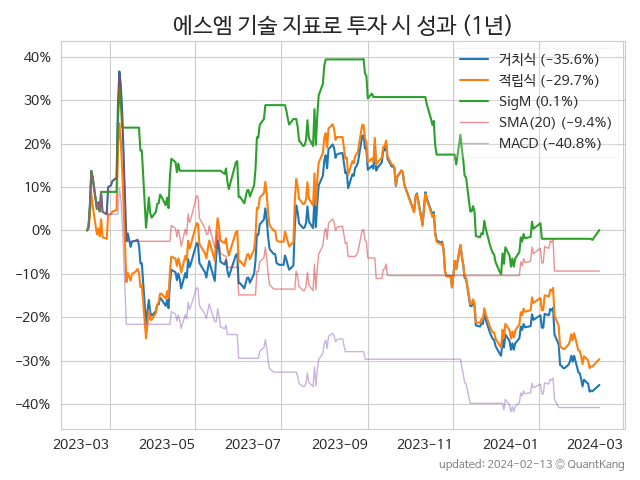 에스엠 기술 지표로 투자 시 성과 (1년)
40%
30%
20%
10%
0%
−10%
−20%
−30%
−40%
거치식 (−35.6%)
적립식 (−29.7%)
SigM (0.1%)
SMA(20) (−9.4%)
MACD (−40.8%)
2023-03 2023-05 2023-07 2023-09 2023-11 2024-01 2024-03
updated: 2024-02-13 ⓒ QuantKang